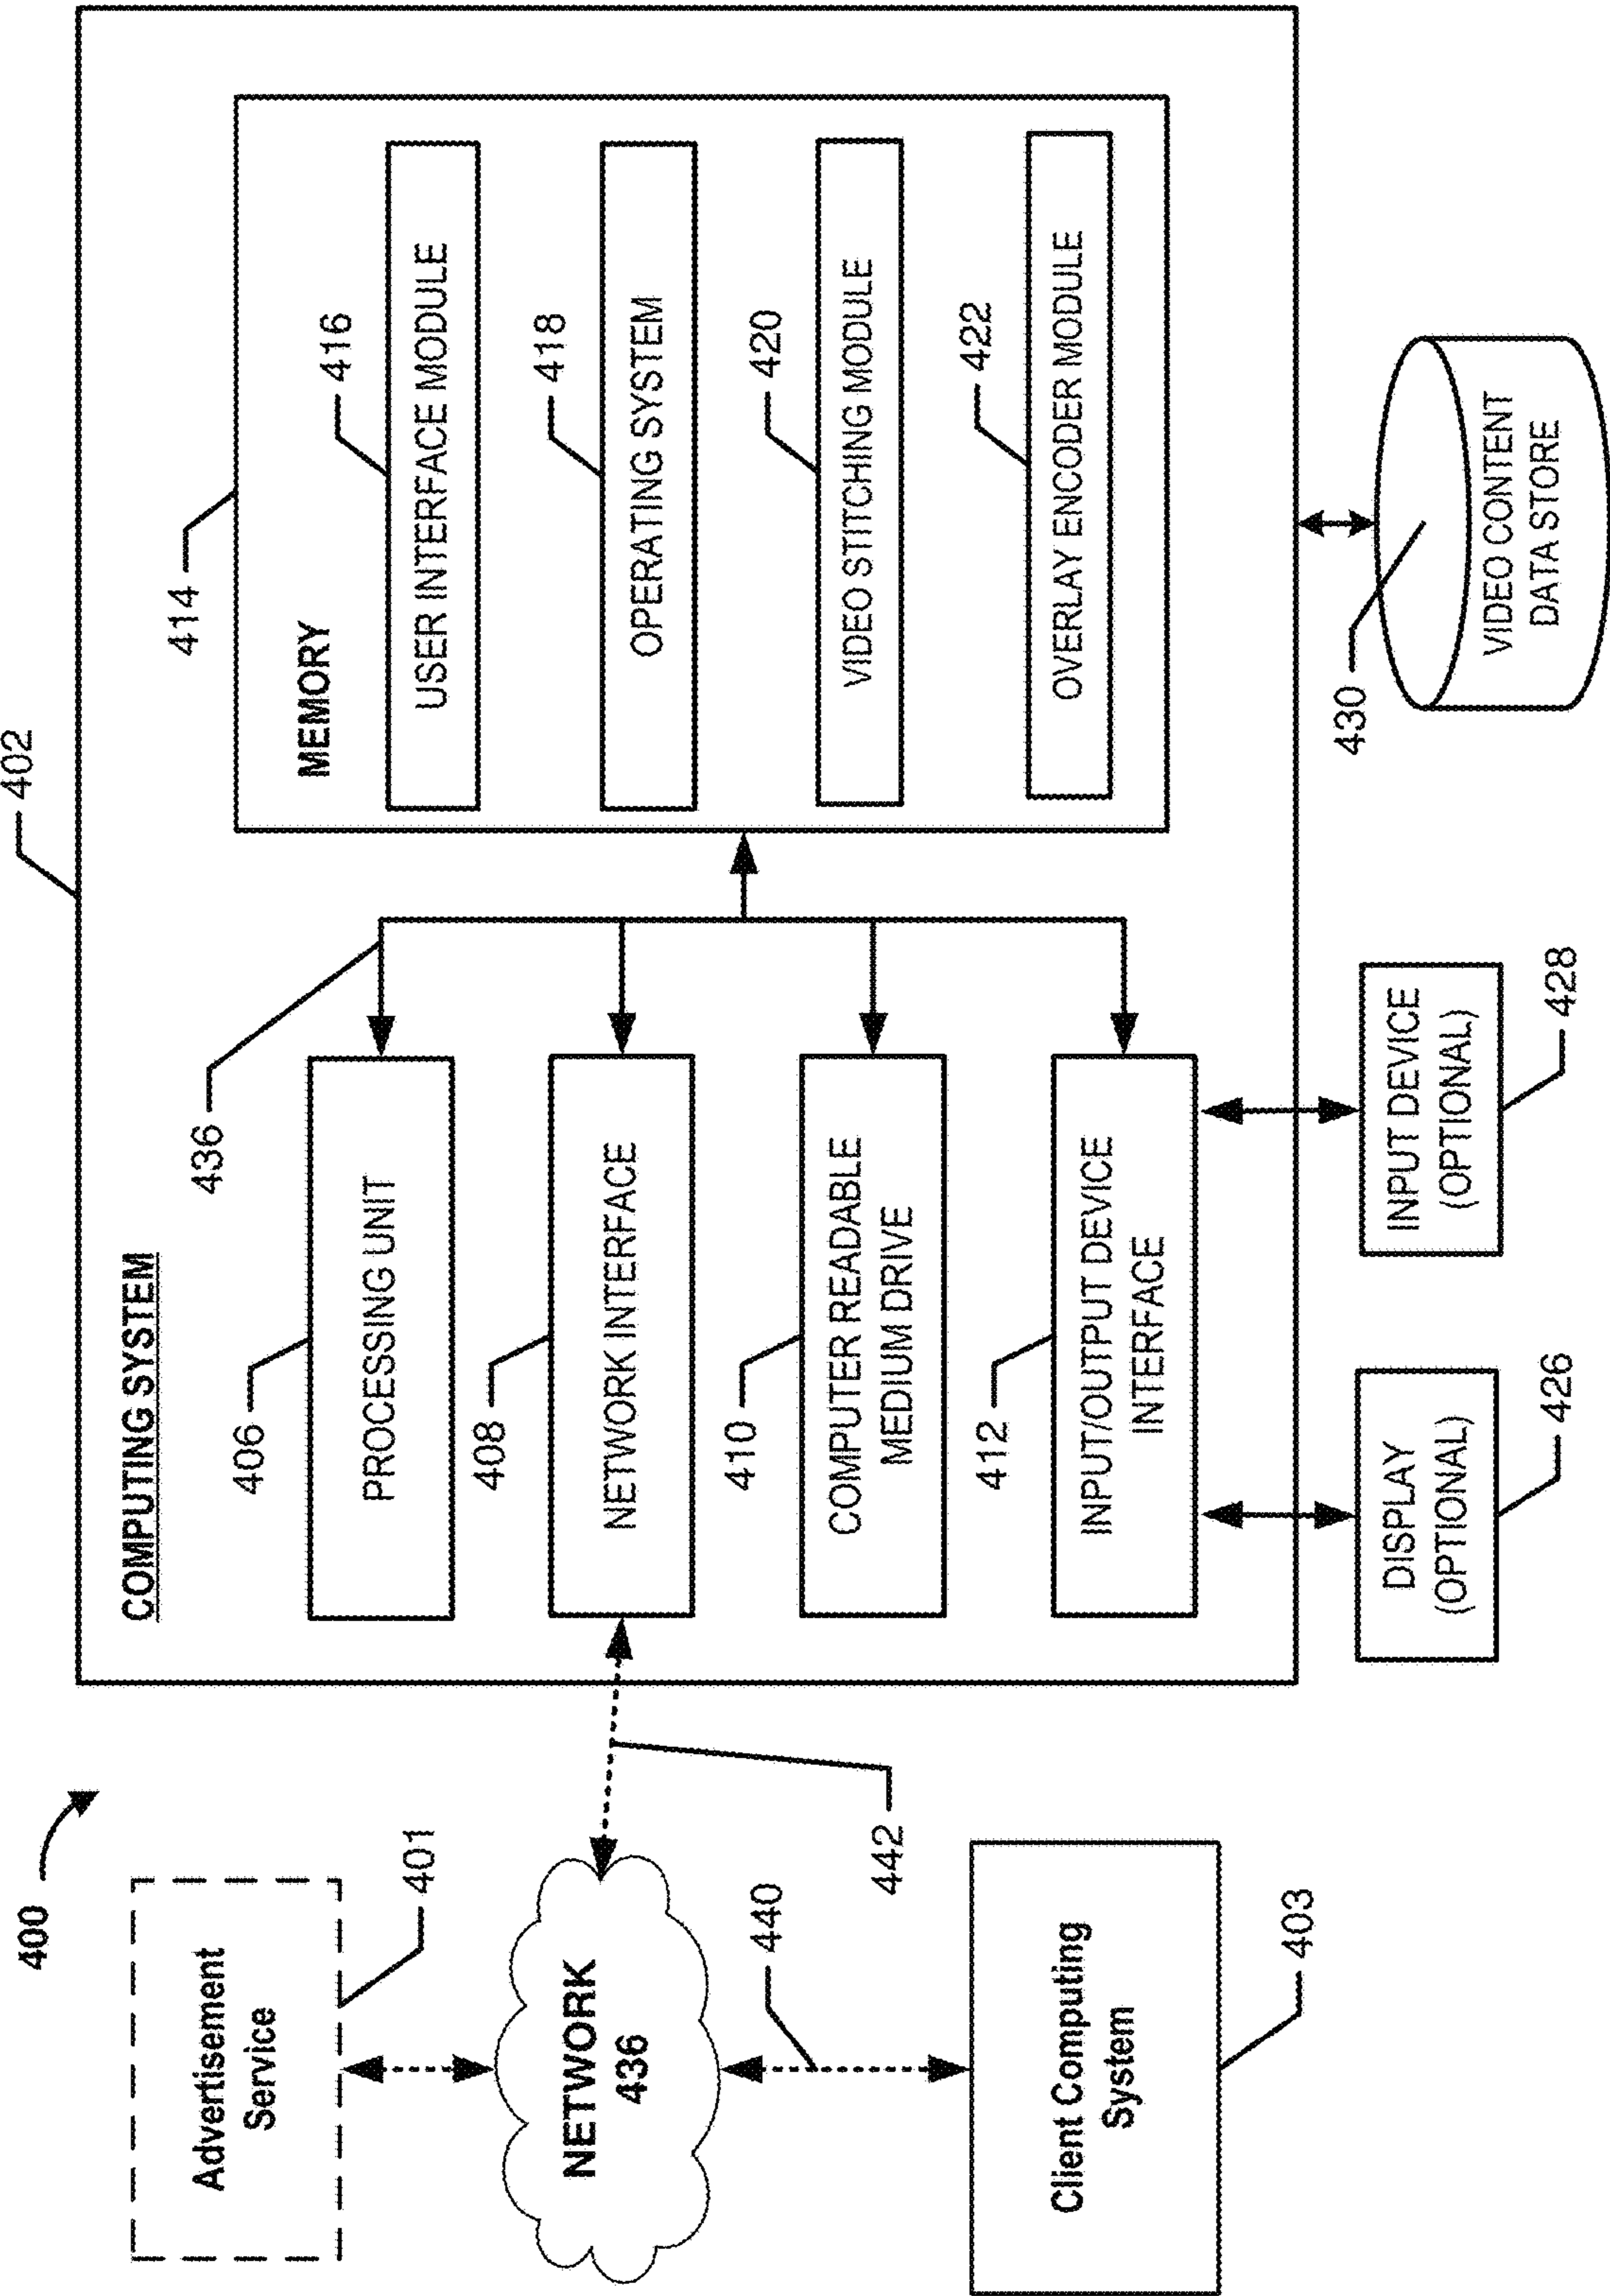 400
402
Advertisement
Service
401
NETWORK
436
442
440
Client Computing
System
403
COMPUTING SYSTEM
436
406
PROCESSING UNIT
408
NETWORK INTERFACE
410
COMPUTER READABLE
MEDIUM DRIVE
412
INPUT/OUTPUT DEVICE
INTERFACE
414
MEMORY
416
USER INTERFACE MODULE
418
OPERATING SYSTEM
420
VIDEO STITCHING MODULE
422
OVERLAY ENCODER MODULE
DISPLAY
(OPTIONAL)
426
INPUT DEVICE
(OPTIONAL)
428
430
VIDEO CONTENT
DATA STORE